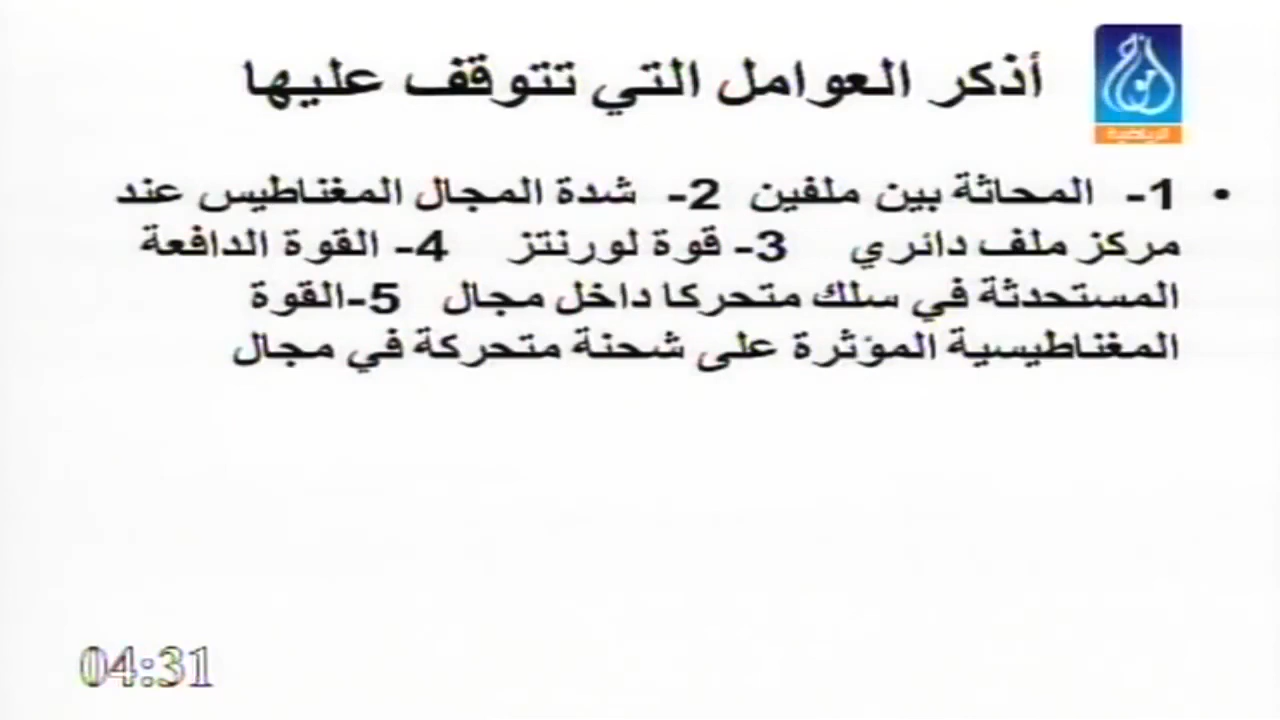 أذكر العوامل التي تتوقف عليها
الرياضية
• 1- المحاثة بين ملفين 2- شدة المجال المغناطيس عند
مركز ملف دائري 3- قوة لورنتز 4- القوة الدافعة
المستحدثة في سلك متحركا داخل مجال 5-القوة
المغناطيسية المؤثرة على شحنة متحركة في مجال
04:31